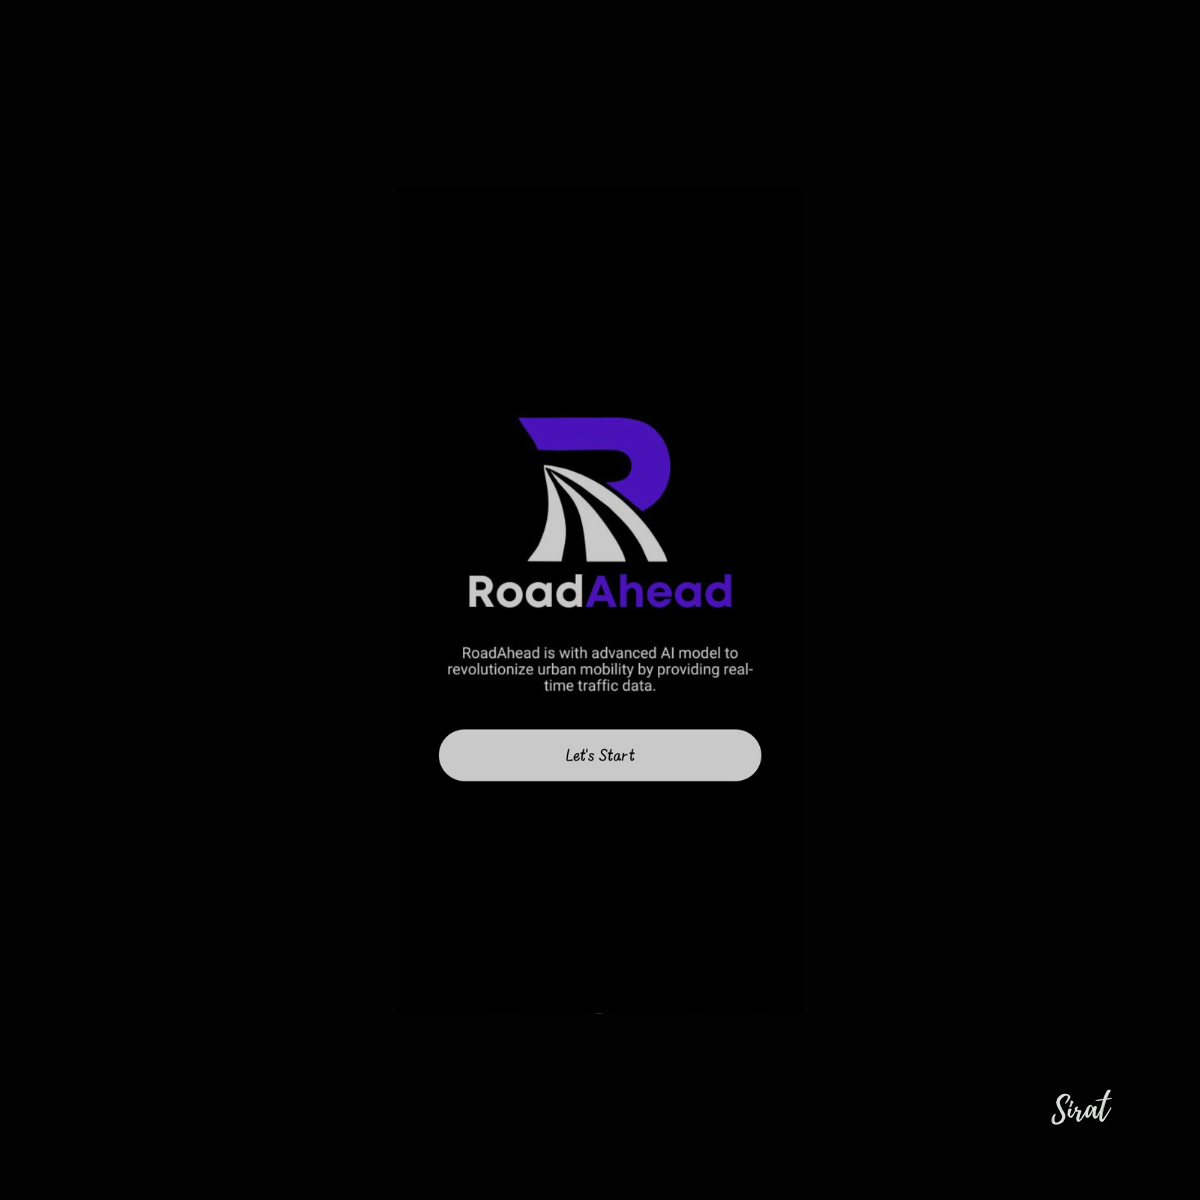 RoadAhead
RoadAhead is with advanced AI model to
revolutionize urban mobility by providing real-
time traffic data.
Let's Start
Sirat